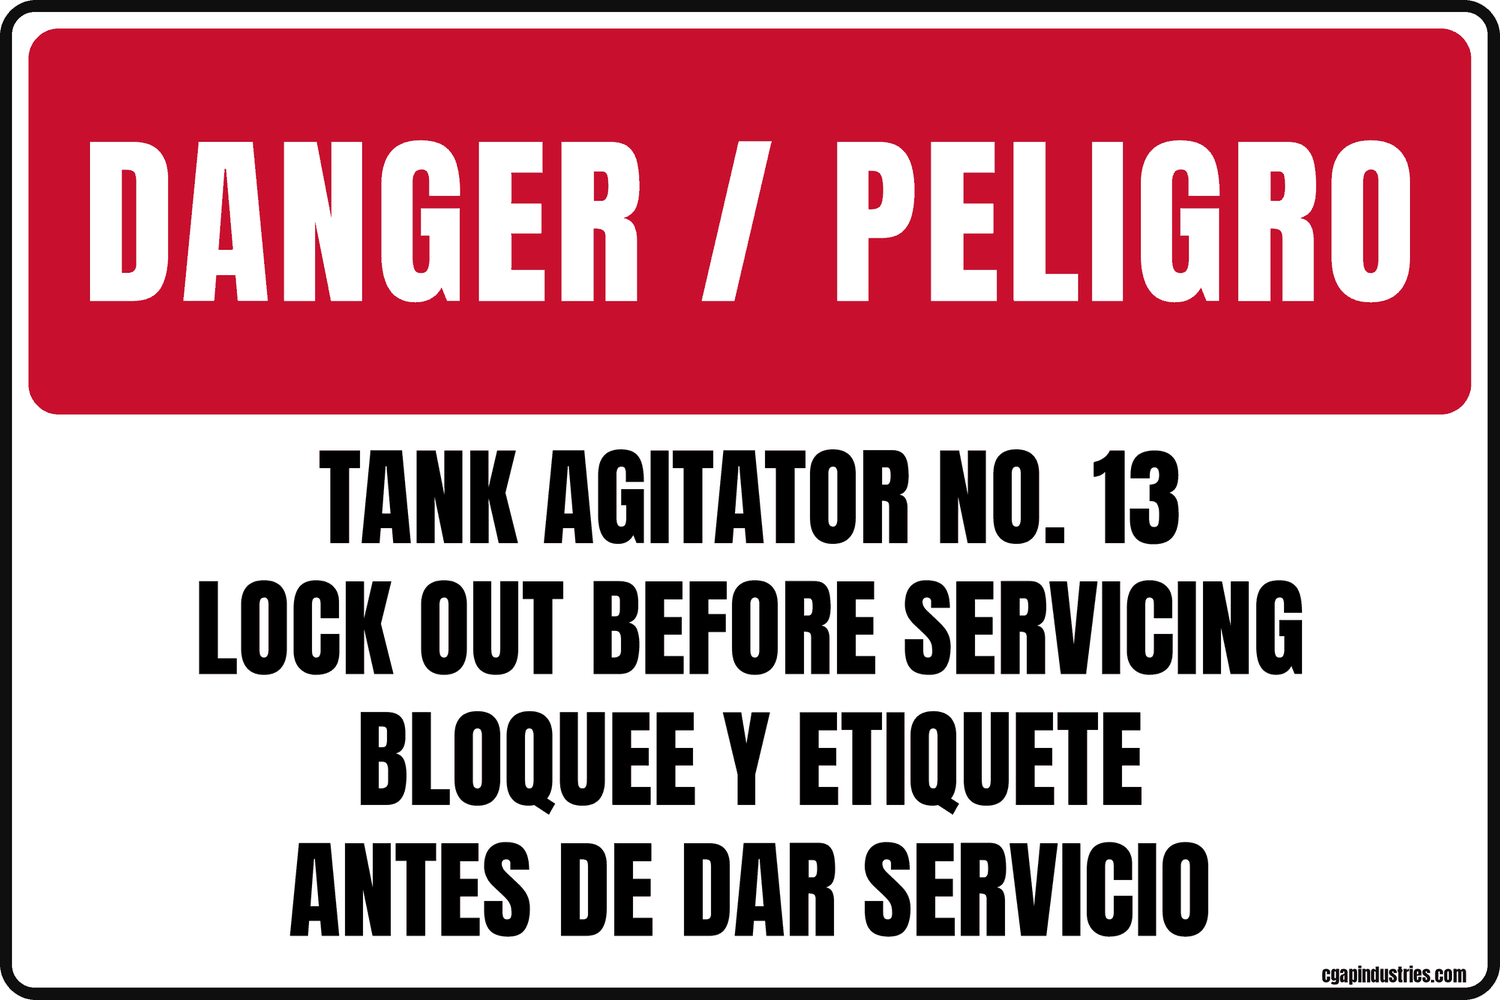 DANGER / PELIGRO
TANK AGITATOR NO. 13
LOCK OUT BEFORE SERVICING
BLOQUEE Y ETIQUETE
ANTES DE DAR SERVICIO
cgapindustries.com